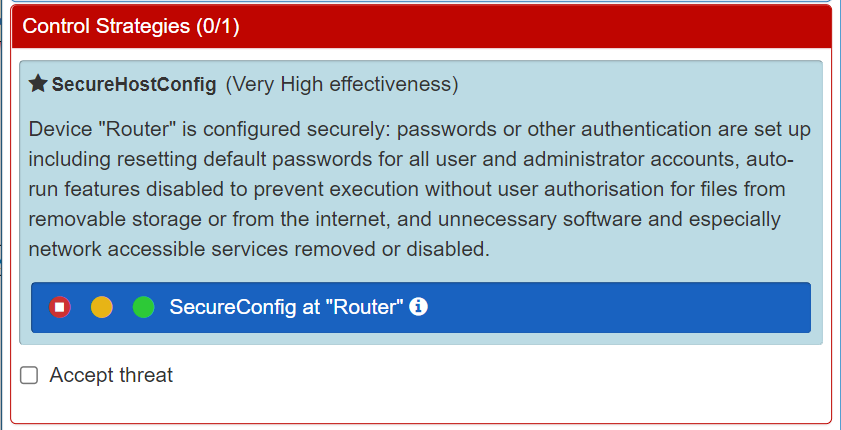 Control Strategies (0/1)
SecureHostConfig (Very High effectiveness)
Device "Router" is configured securely: passwords or other authentication are set up
including resetting default passwords for all user and administrator accounts, auto-
run features disabled to prevent execution without user authorisation for files from
removable storage or from the internet, and unnecessary software and especially
network accessible services removed or disabled.
SecureConfig at "Router"
Accept threat